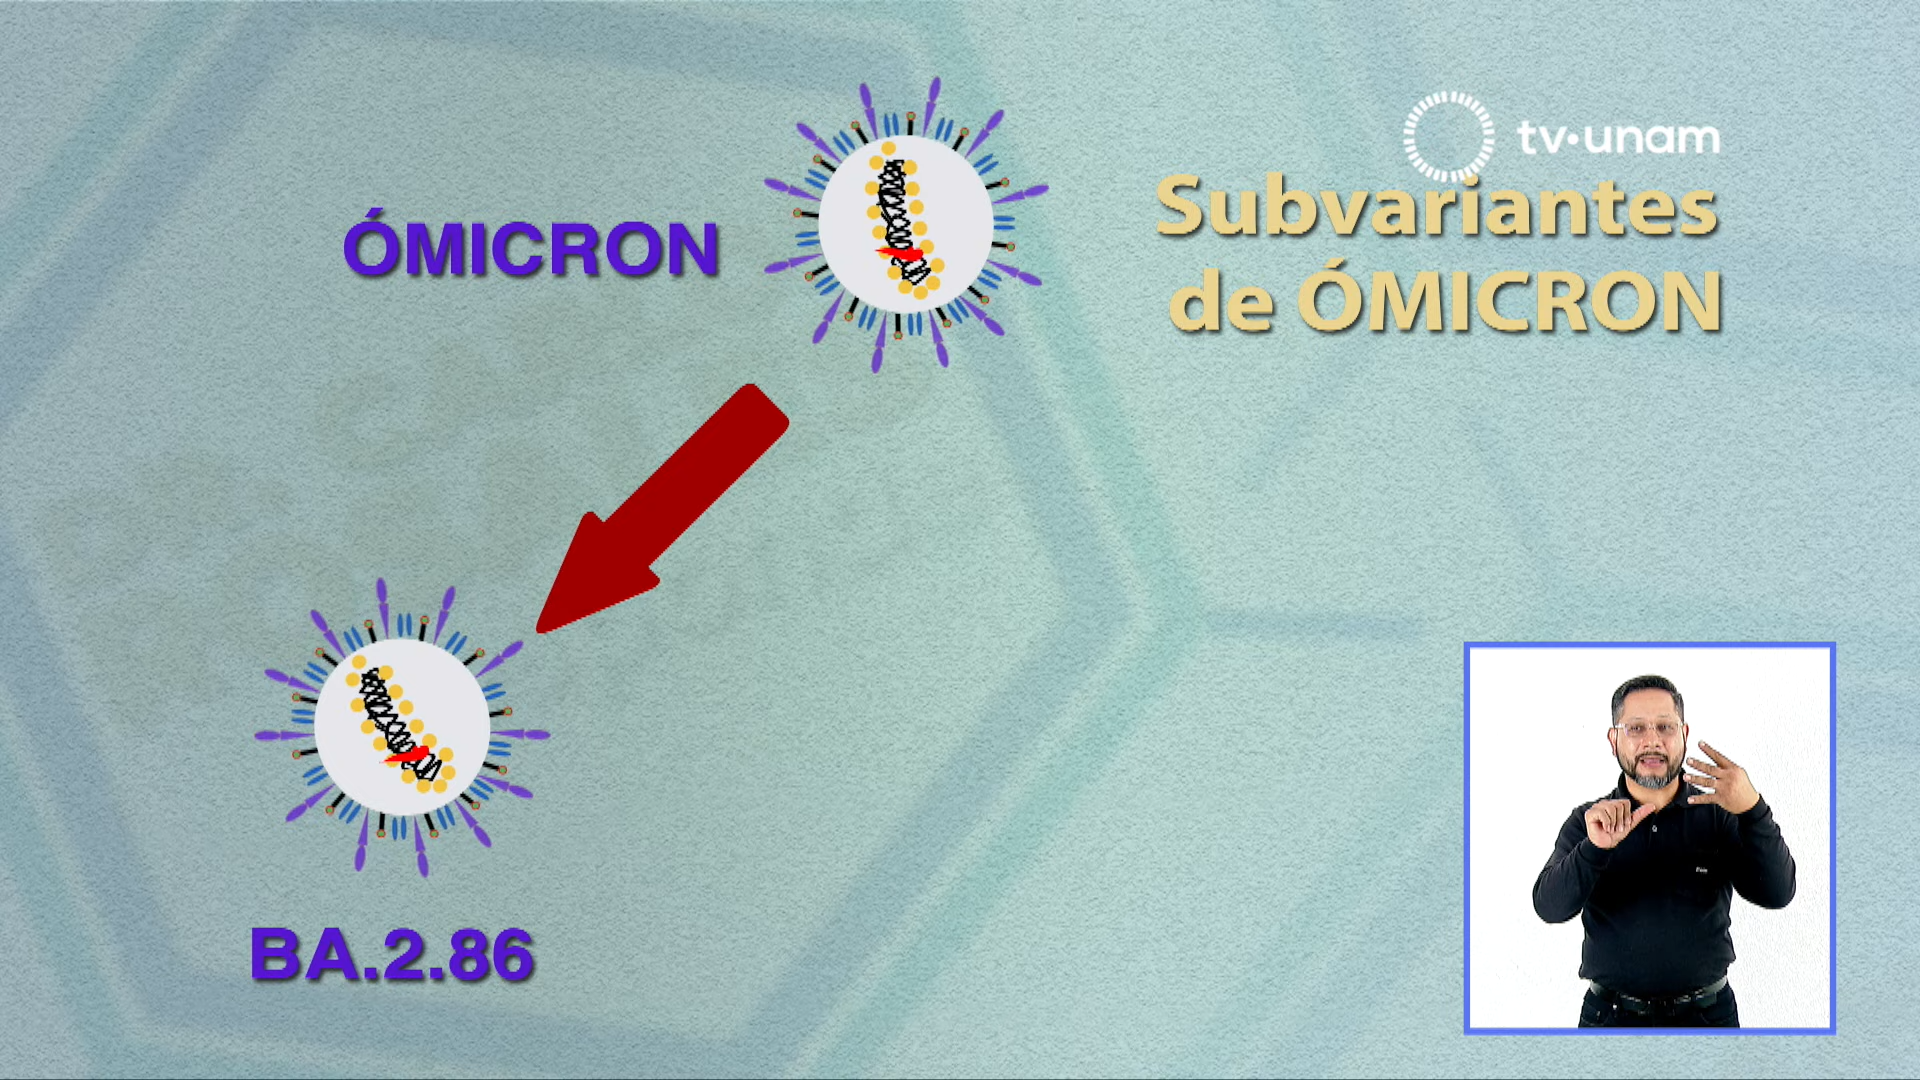 tv·unam
Subvariantes
de ÓMICRON
ÓMICRON
BA.2.86